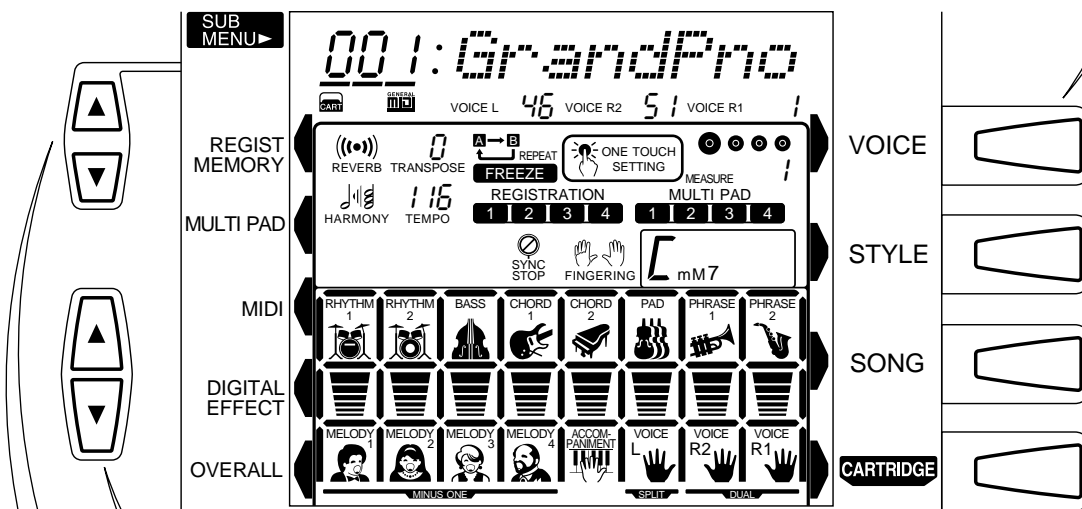 SUB
MENU►
001:GrandPno
CART
GENERAL
MIDI
VOICE L 46 VOICE R2 51 VOICE R1 1
REGIST
MEMORY
MULTI PAD
MIDI
DIGITAL
EFFECT
OVERALL
REVERB
0
TRANSPOSE
A→B
REPEAT
FREEZE
ONE TOUCH
SETTING
MEASURE 1
HARMONY
116
TEMPO
REGISTRATION
1 2 3 4
MULTI PAD
1 2 3 4
SYNC
STOP
FINGERING
C mM7
RHYTHM
1
RHYTHM
2
BASS
CHORD
1
CHORD
2
PAD
PHRASE
1
PHRASE
2
MELODY
1
MELODY
2
MELODY
3
MELODY
4
ACCOM-
PANIMENT
VOICE
L
VOICE
R2
VOICE
R1
MINUS ONE
SPLIT
DUAL
VOICE
STYLE
SONG
CARTRIDGE